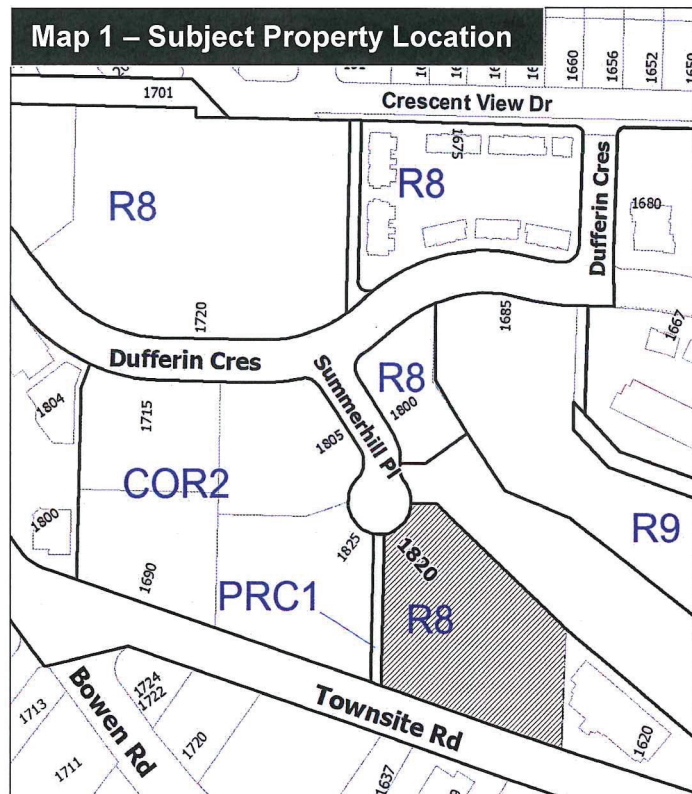 Map 1 – Subject Property Location
1660
1656
1652
1701
Crescent View Dr
1675
R8
R8
Dufferin Cres
1680
1720
1685
1667
Dufferin Cres
Summerhill Pl
R8
1800
1804
1715
1805
COR2
1800
R9
1825
1820
1690
PRC1
R8
Bowen Rd
1724
1722
Townsite Rd
1713
1720
1711
1637
1620